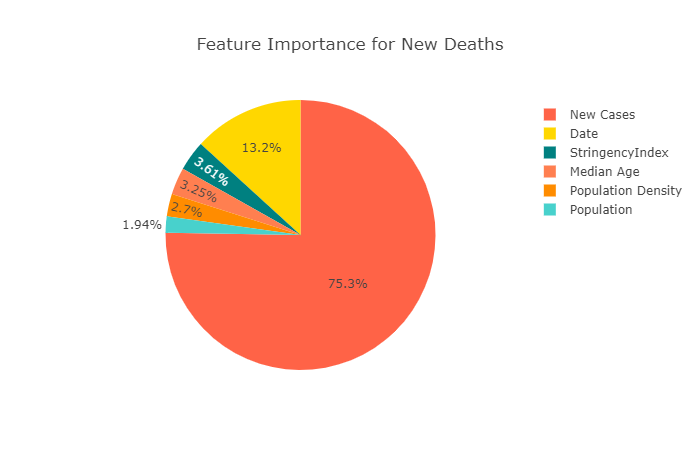 Feature Importance for New Deaths
New Cases
Date
StringencyIndex
Median Age
Population Density
Population
13.2%
3.61%
3.25%
2.7%
1.94%
75.3%